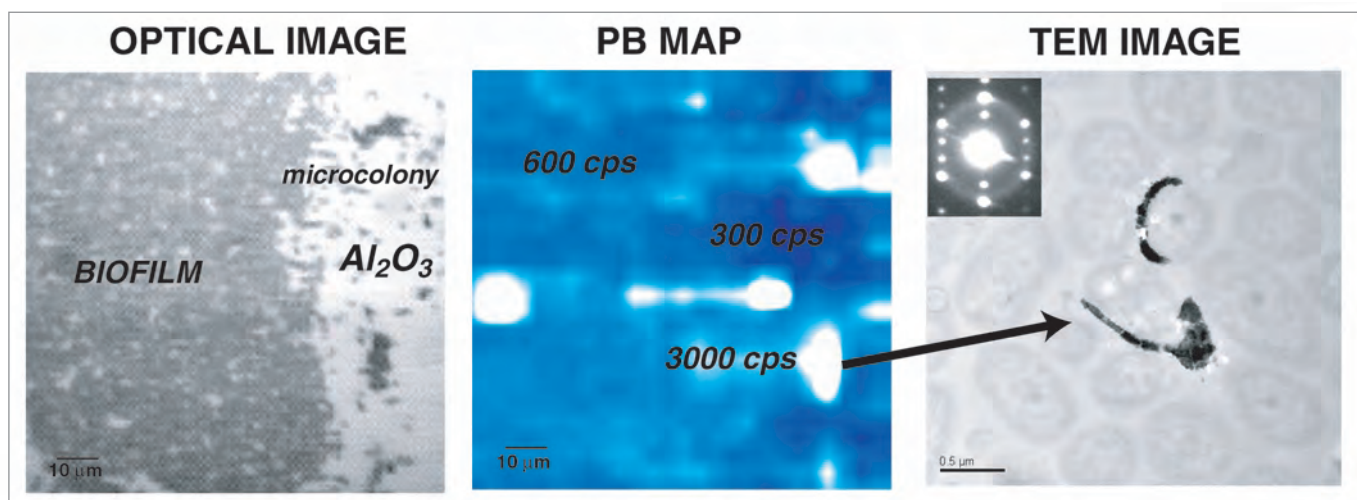 OPTICAL IMAGE
PB MAP
TEM IMAGE
microcolony
BIOFILM
Al₂O₃
10 μm
600 cps
300 cps
3000 cps
10 μm
0.5 μm